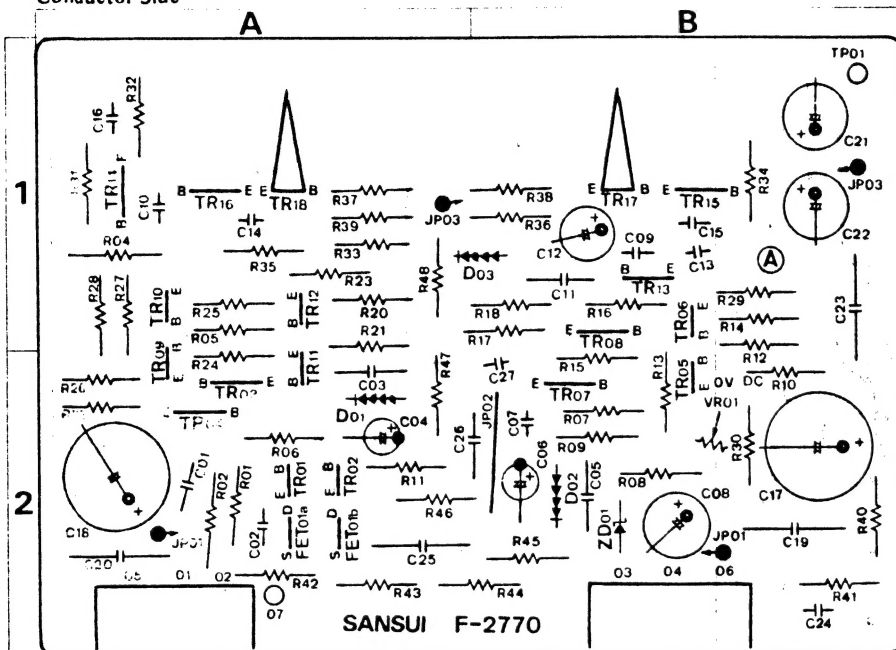 Conductor Side
A B
TP01
R32
C16
C21
R34
JP03
TR14
B
C10
B E E B
TR16 TR18
R37
R38
E B E B
TR17 TR15
JP03
C14
R39
R36
C15
C22
R04
R35
R33
C12
C09
C13
A
R23
R48
D03
C11
B E
TR13
R28
R27
TR10
E
B
R25
E
B
TR12
R20
R18
R16
TR06
E
B
R29
C23
R05
R21
R17
E B
TR08
R14
TR09
B
E
R24
B
E
TR11
C03
R47
C27
R15
R13
TR05
B
E
R12
R26
B E
D01
JP02
E B
TR07
DC
R10
0V
VR01
E B
C04
C26
C07
R07
R06
R09
R30
C01
R02
R01
TR01
B
E
TR02
B
E
R11
C06
D02
C05
R08
C17
C18
R46
C08
R40
JP01
C02
FET01a
D
S
FET01b
D
S
C25
R45
ZD01
JP01
C19
C20
05 01 02
R42
03 04 06
07
R43
R44
R41
C24
SANSUI F-2770
1
2